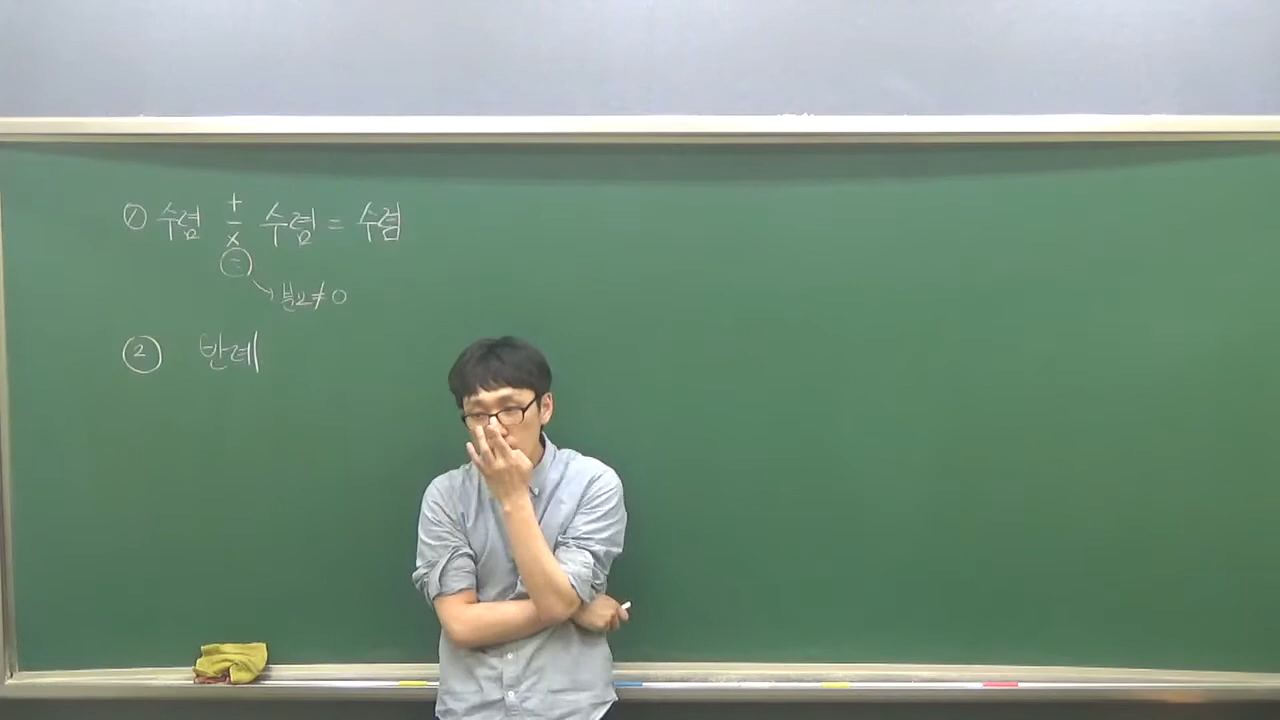 ① 수렴 + - × ÷ 수렴 = 수렴
분모≠0
② 반례